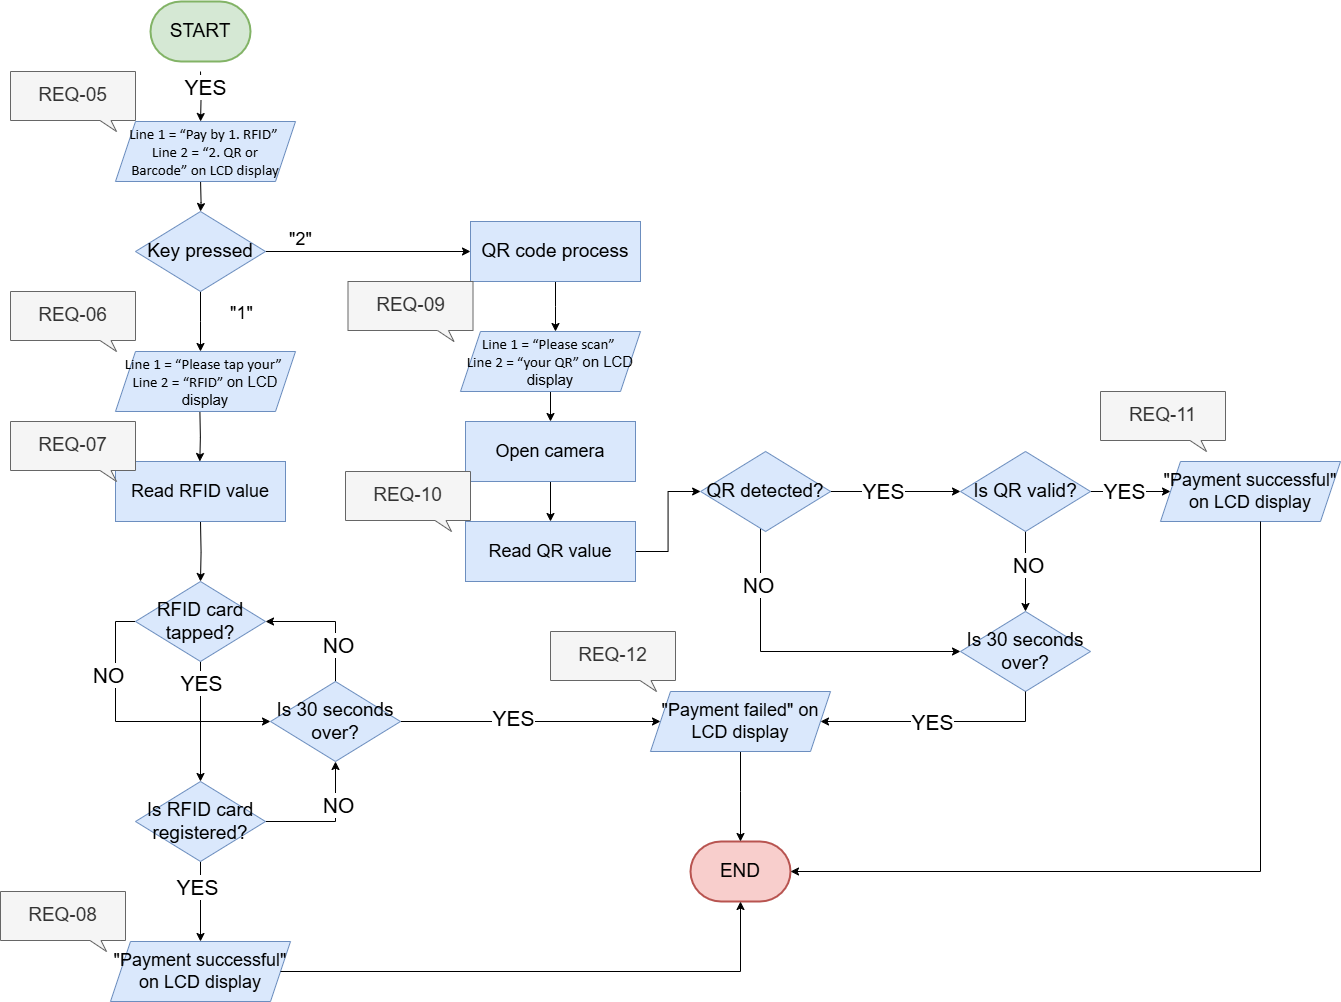 START
YES
REQ-05
Line 1 = “Pay by 1. RFID”
Line 2 = “2. QR or
Barcode” on LCD display
Key pressed
"2"
QR code process
"1"
REQ-06
REQ-09
Line 1 = “Please tap your”
Line 2 = “RFID” on LCD
display
Line 1 = “Please scan”
Line 2 = “your QR” on LCD
display
REQ-07
Read RFID value
Open camera
REQ-10
Read QR value
QR detected?
YES
Is QR valid?
YES
REQ-11
"Payment successful"
on LCD display
NO
NO
Is 30 seconds
over?
RFID card
tapped?
NO
YES
NO
Is 30 seconds
over?
YES
REQ-12
"Payment failed" on
LCD display
YES
Is RFID card
registered?
NO
YES
END
REQ-08
"Payment successful"
on LCD display